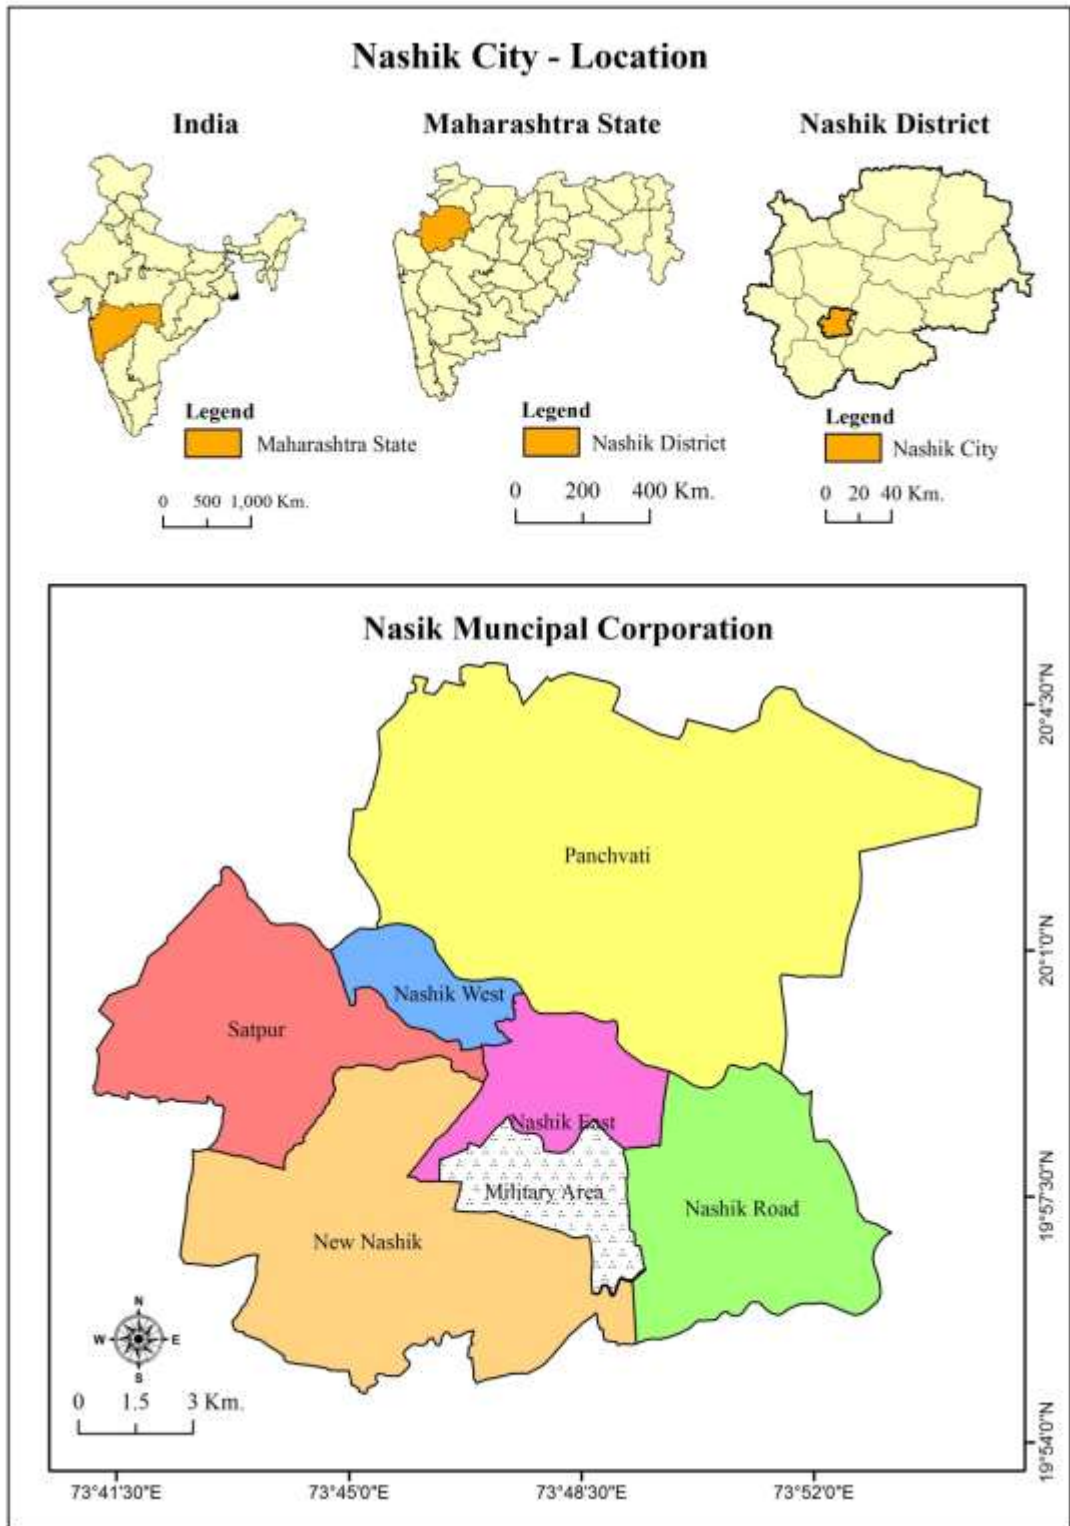 Nashik City - Location
India
Maharashtra State
Nashik District
Legend
Maharashtra State
0 500 1,000 Km.
Legend
Nashik District
0 200 400 Km.
Legend
Nashik City
0 20 40 Km.
Nasik Muncipal Corporation
Panchvati
Nashik West
Satpur
Nashik East
Military Area
Nashik Road
New Nashik
N
W E
S
0 1.5 3 Km.
20°4'30"N
20°1'0"N
19°57'30"N
19°54'0"N
73°41'30"E 73°45'0"E 73°48'30"E 73°52'0"E